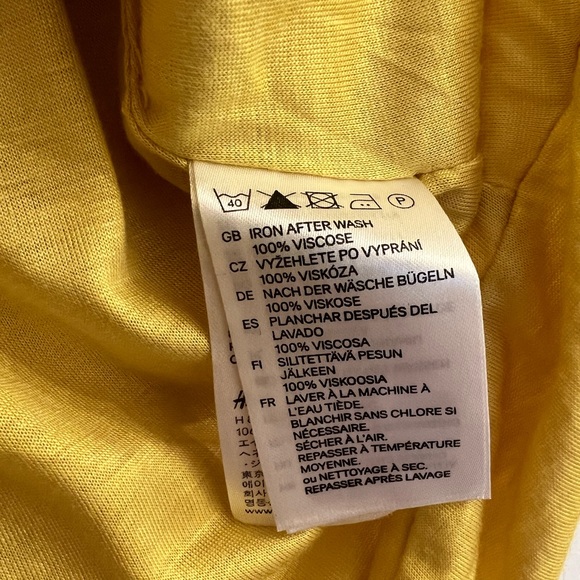 40 P
GB IRON AFTER WASH
100% VISCOSE
CZ VYŽEHLETE PO VYPRÁNÍ
100% VISKÓZA
DE NACH DER WÄSCHE BÜGELN
100% VISKOSE
ES PLANCHAR DESPUÉS DEL
LAVADO
100% VISCOSA
FI SILITETTÄVÄ PESUN
JÄLKEEN
100% VISKOOSIA
FR LAVER À LA MACHINE À
L'EAU TIÈDE.
BLANCHIR SANS CHLORE SI
NÉCESSAIRE.
SÉCHER À L'AIR.
REPASSER À TEMPÉRATURE
MOYENNE.
ou NETTOYAGE À SEC.
REPASSER APRÈS LAVAGE
www